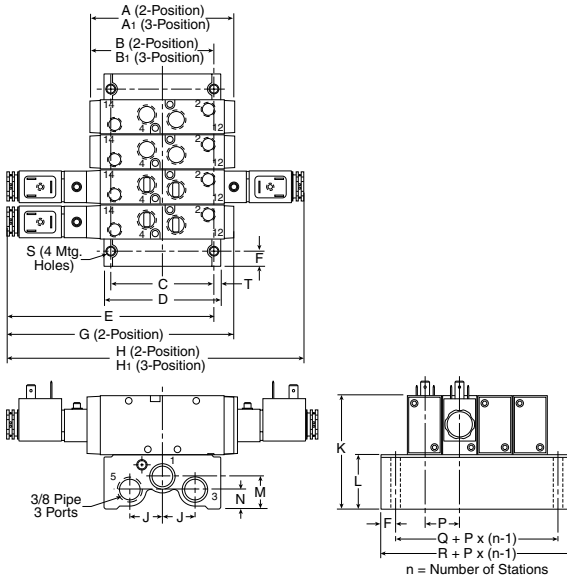 A (2-Position)
A1 (3-Position)
B (2-Position)
B1 (3-Position)
14
2
4
12
14
2
4
12
14
2
4
12
14
2
4
12
S (4 Mtg.
Holes)
F
C
T
D
E
G (2-Position)
H (2-Position)
H1 (3-Position)
1
5
3
3/8 Pipe
3 Ports
J
J
N
M
K
L
F
P
Q + P x (n-1)
R + P x (n-1)
n = Number of Stations